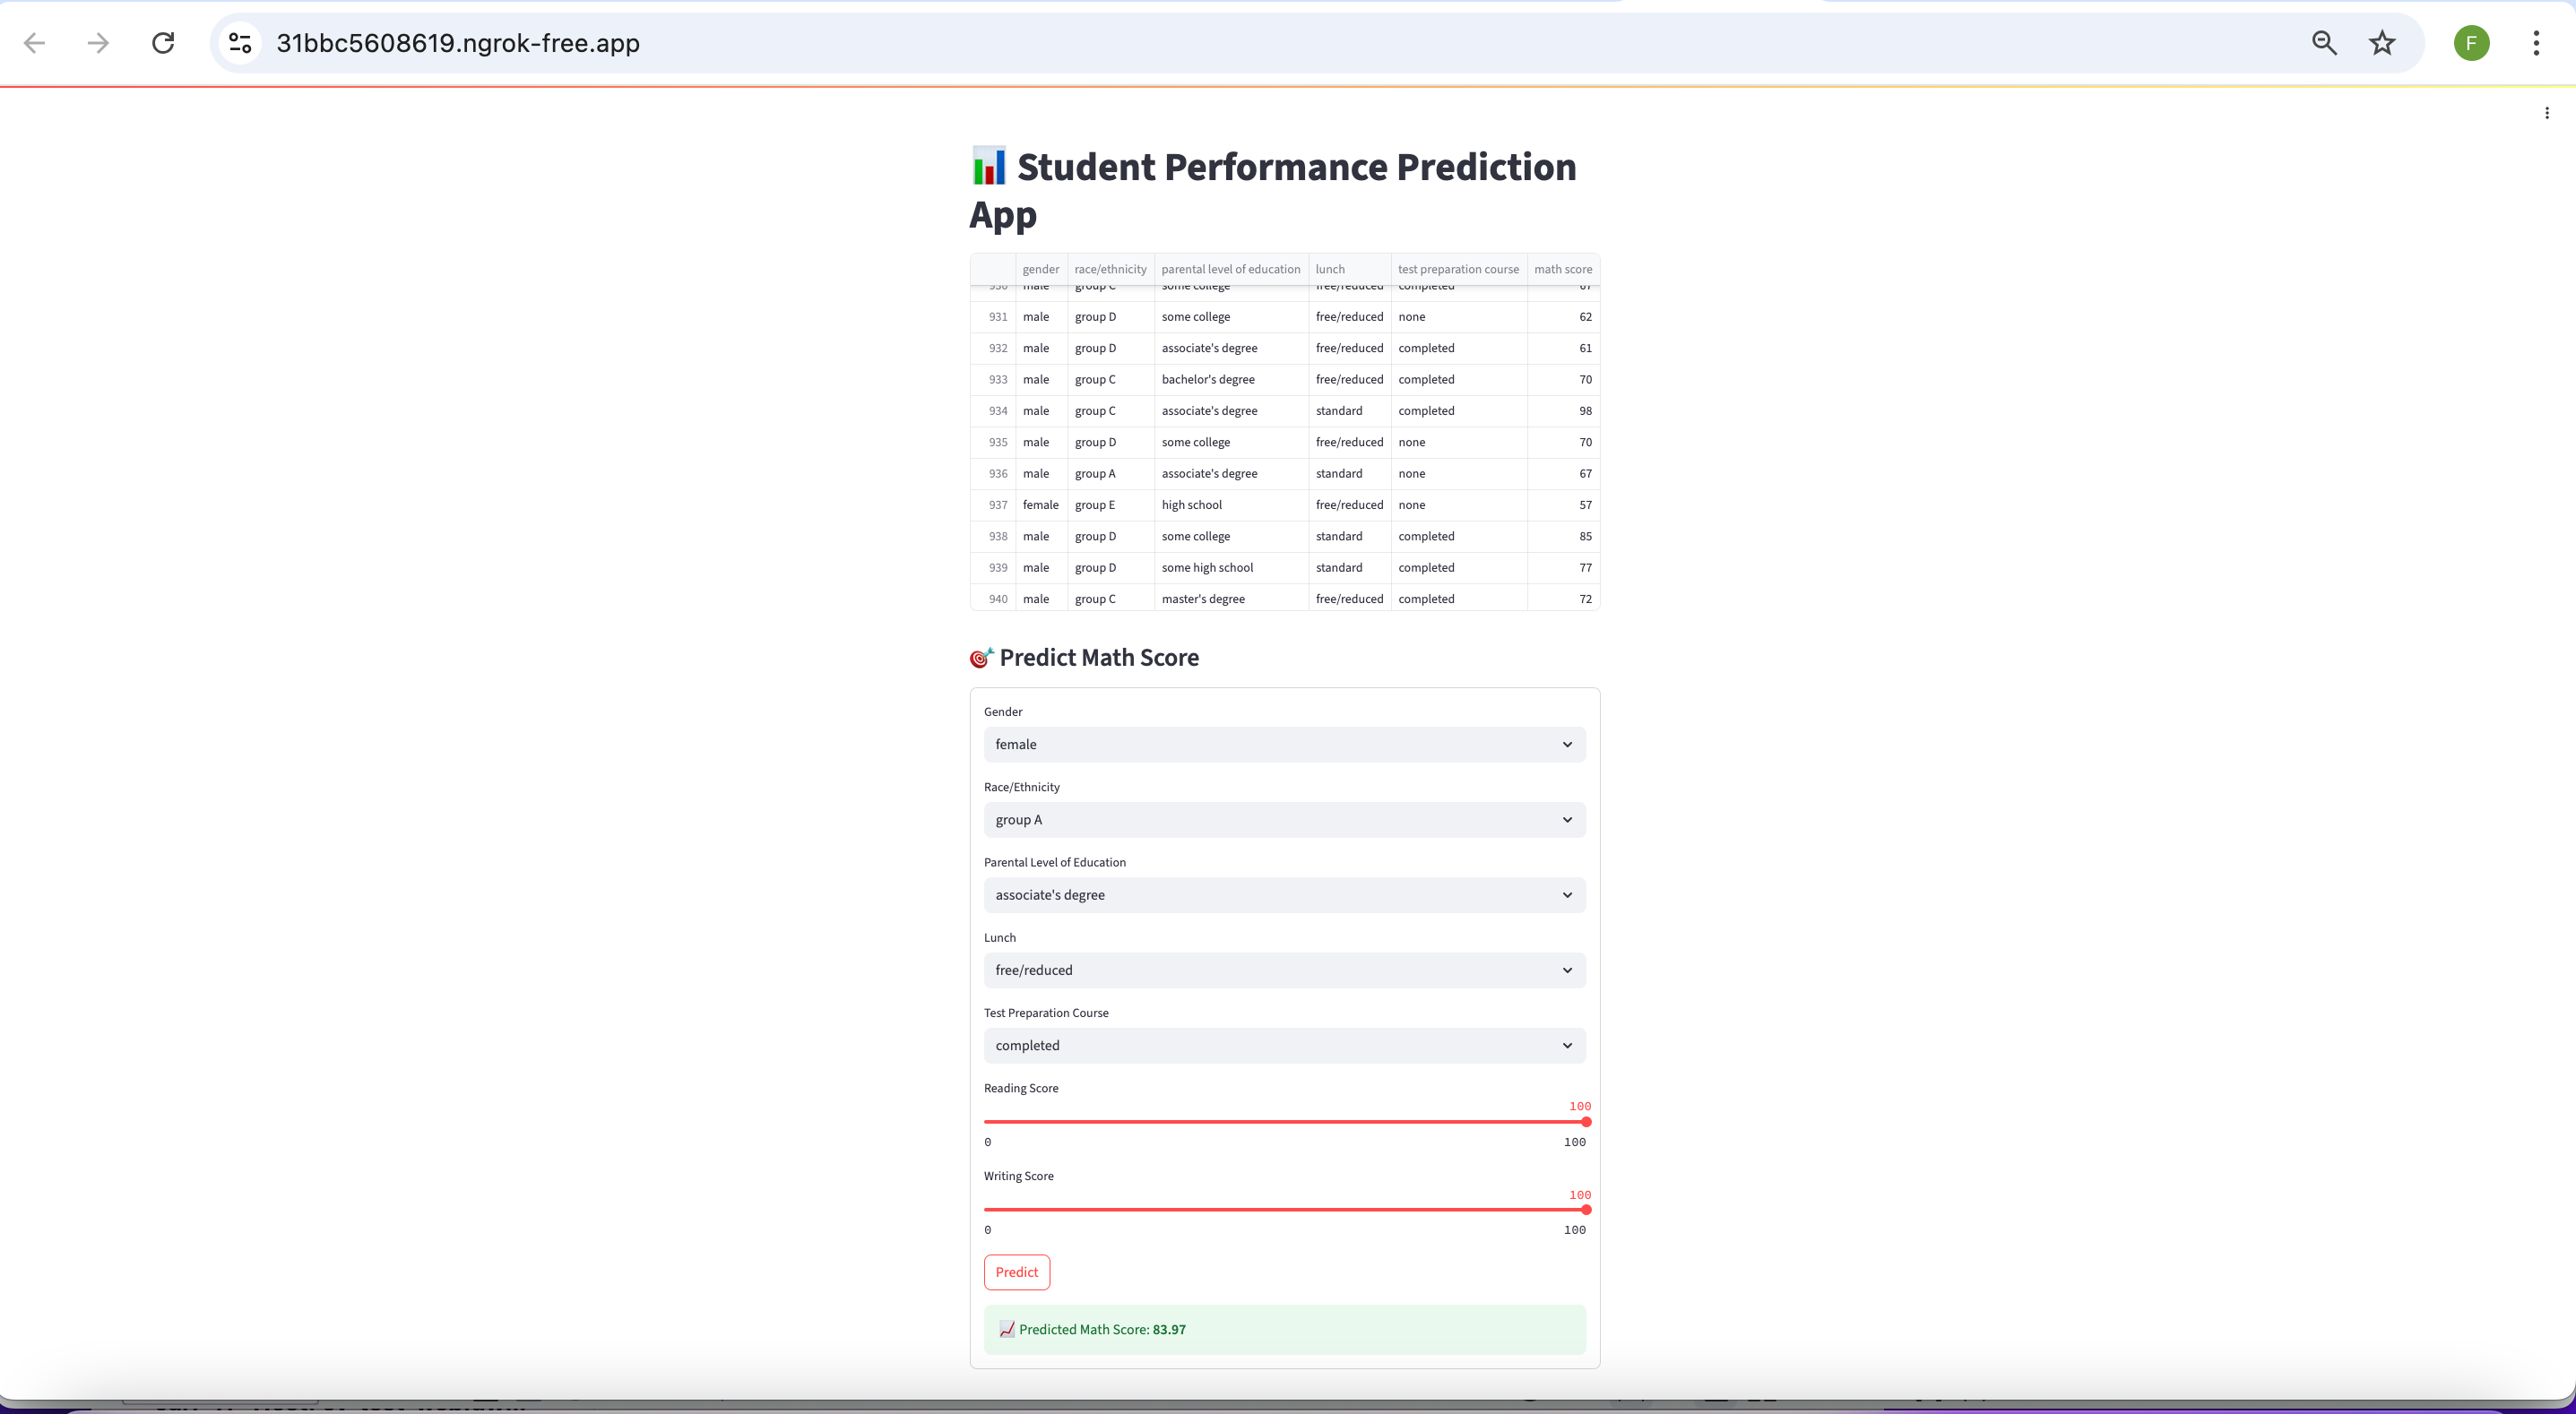 31bbc5608619.ngrok-free.app
F
Student Performance Prediction
App
gender race/ethnicity parental level of education lunch test preparation course math score
930 male group C some college free/reduced completed 67
931 male group D some college free/reduced none 62
932 male group D associate's degree free/reduced completed 61
933 male group C bachelor's degree free/reduced completed 70
934 male group C associate's degree standard completed 98
935 male group D some college free/reduced none 70
936 male group A associate's degree standard none 67
937 female group E high school free/reduced none 57
938 male group D some college standard completed 85
939 male group D some high school standard completed 77
940 male group C master's degree free/reduced completed 72
Predict Math Score
Gender
female
Race/Ethnicity
group A
Parental Level of Education
associate's degree
Lunch
free/reduced
Test Preparation Course
completed
Reading Score
100
0 100
Writing Score
100
0 100
Predict
Predicted Math Score: 83.97